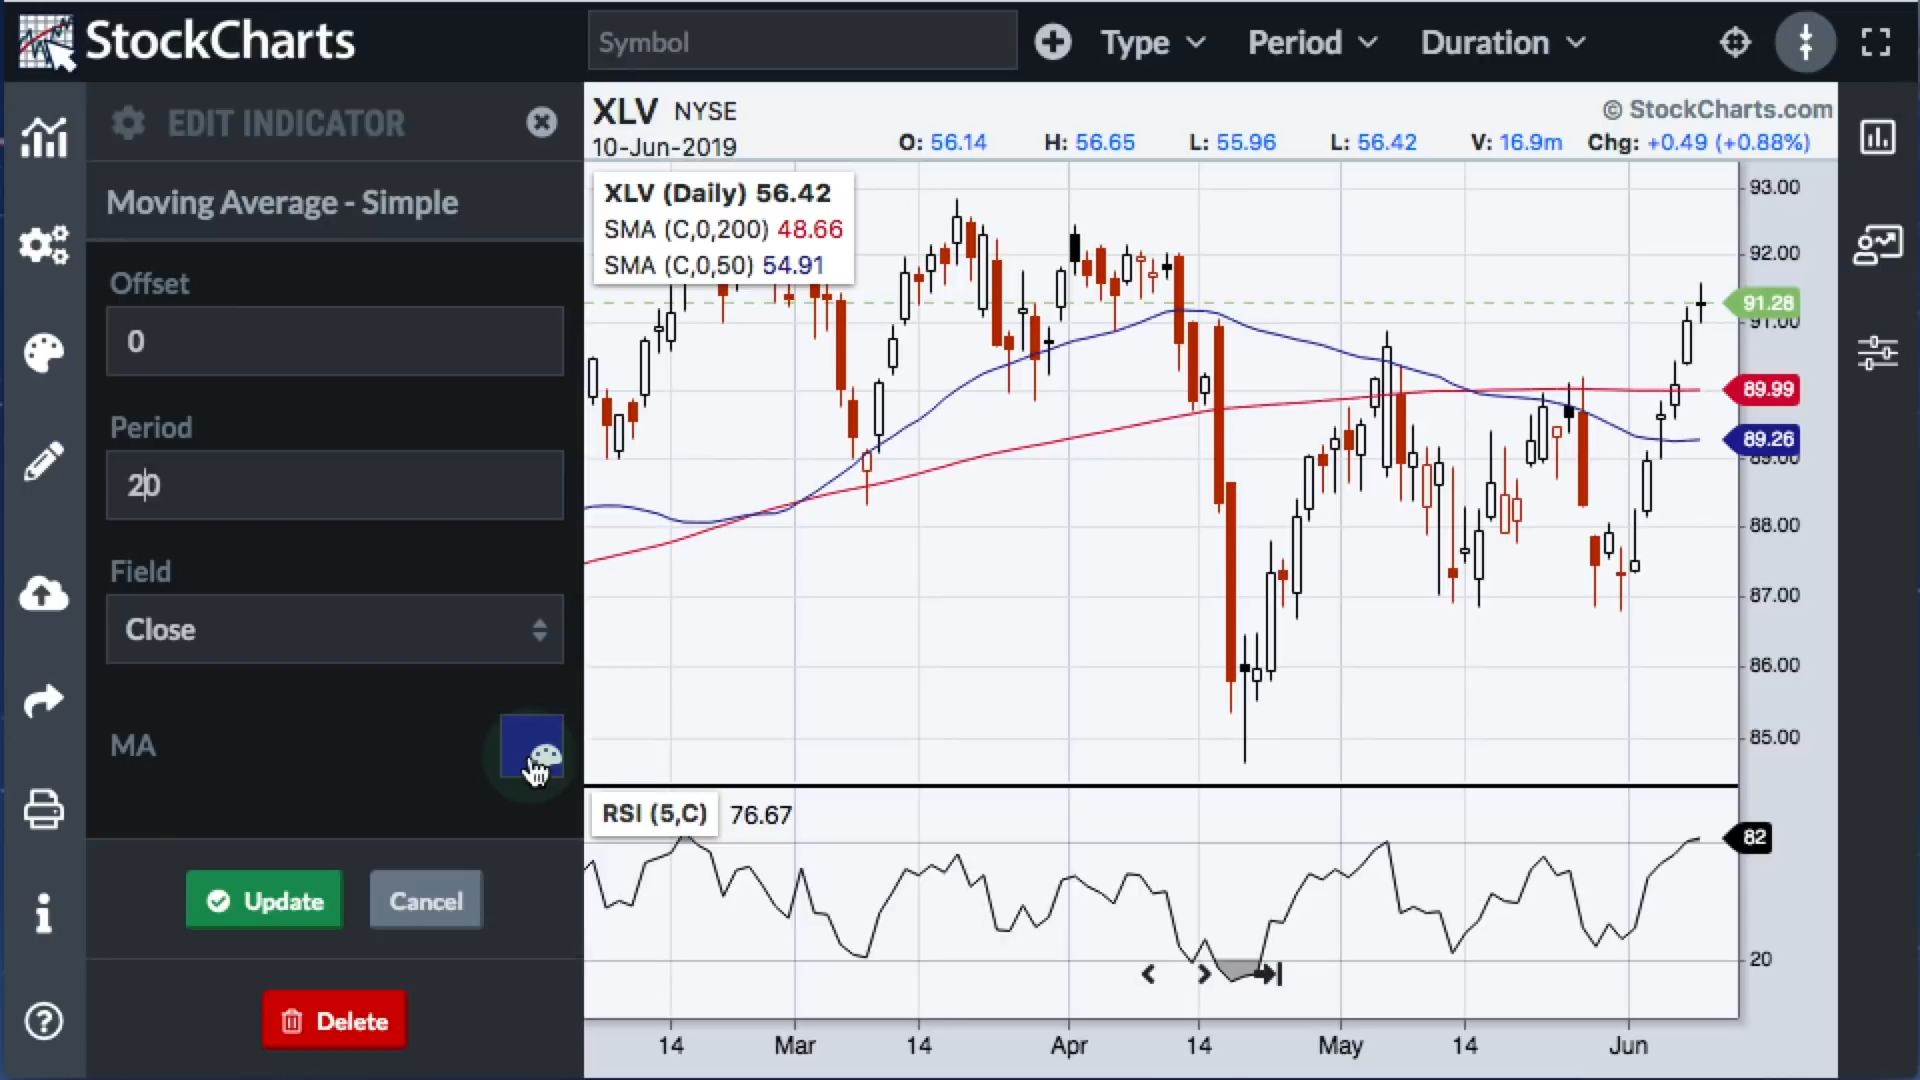 StockCharts
Symbol
Type
Period
Duration
EDIT INDICATOR
Moving Average - Simple
Offset
0
Period
20
Field
Close
MA
Update
Cancel
Delete
XLV NYSE
© StockCharts.com
10-Jun-2019
O: 56.14 H: 56.65 L: 55.96 L: 56.42 V: 16.9m Chg: +0.49 (+0.88%)
XLV (Daily) 56.42
SMA (C,0,200) 48.66
SMA (C,0,50) 54.91
93.00
92.00
91.28
91.00
89.99
89.26
89.00
88.00
87.00
86.00
85.00
RSI (5,C) 76.67
82
20
14 Mar 14 Apr 14 May 14 Jun